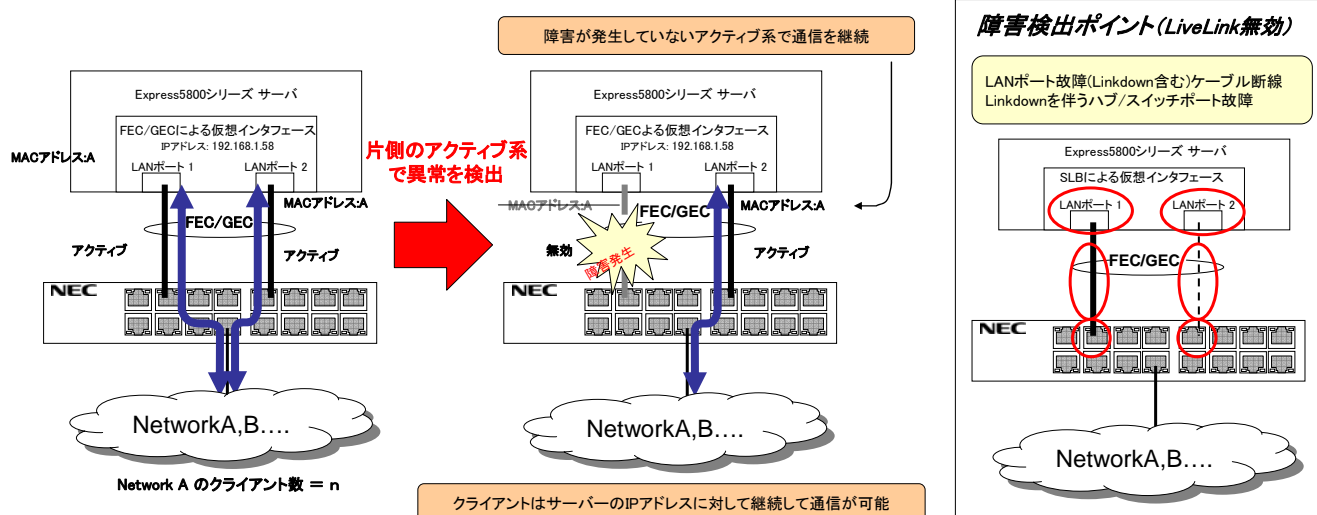 障害が発生していないアクティブ系で通信を継続
Express5800シリーズ サーバ
FEC/GECによる仮想インタフェース
IPアドレス: 192.168.1.58
LANポート 1
LANポート 2
MACアドレス:A
MACアドレス:A
FEC/GEC
アクティブ
アクティブ
NEC
NetworkA,B….
Network A のクライアント数 = n
片側のアクティブ系
で異常を検出
Express5800シリーズ サーバ
FEC/GECよる仮想インタフェース
IPアドレス: 192.168.1.58
LANポート 1
LANポート 2
MACアドレス:A
MACアドレス:A
FEC/GEC
無効
障害発生
アクティブ
NEC
NetworkA,B….
クライアントはサーバーのIPアドレスに対して継続して通信が可能
障害検出ポイント(LiveLink無効)
LANポート故障(Linkdown含む)ケーブル断線
Linkdownを伴うハブ/スイッチポート故障
Express5800シリーズ サーバ
SLBによる仮想インタフェース
LANポート 1
LANポート 2
FEC/GEC
NEC
NetworkA,B….